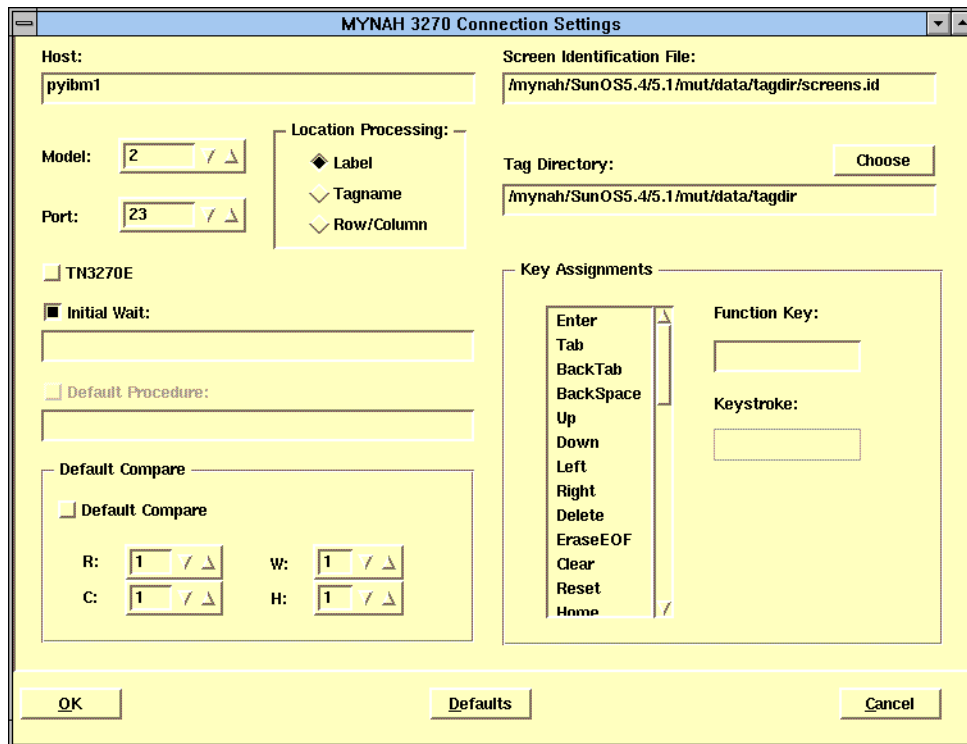 MYNAH 3270 Connection Settings
Host:
pyibm1
Screen Identification File:
/mynah/SunOS5.4/5.1/mut/data/tagdir/screens.id
Model:
2
Port:
23
Location Processing:
Label
Tagname
Row/Column
Tag Directory:
Choose
/mynah/SunOS5.4/5.1/mut/data/tagdir
TN3270E
Initial Wait:
Default Procedure:
Default Compare
Default Compare
R:
1
W:
1
C:
1
H:
1
Key Assignments
Enter
Tab
BackTab
BackSpace
Up
Down
Left
Right
Delete
EraseEOF
Clear
Reset
Home
Function Key:
Keystroke:
OK
Defaults
Cancel